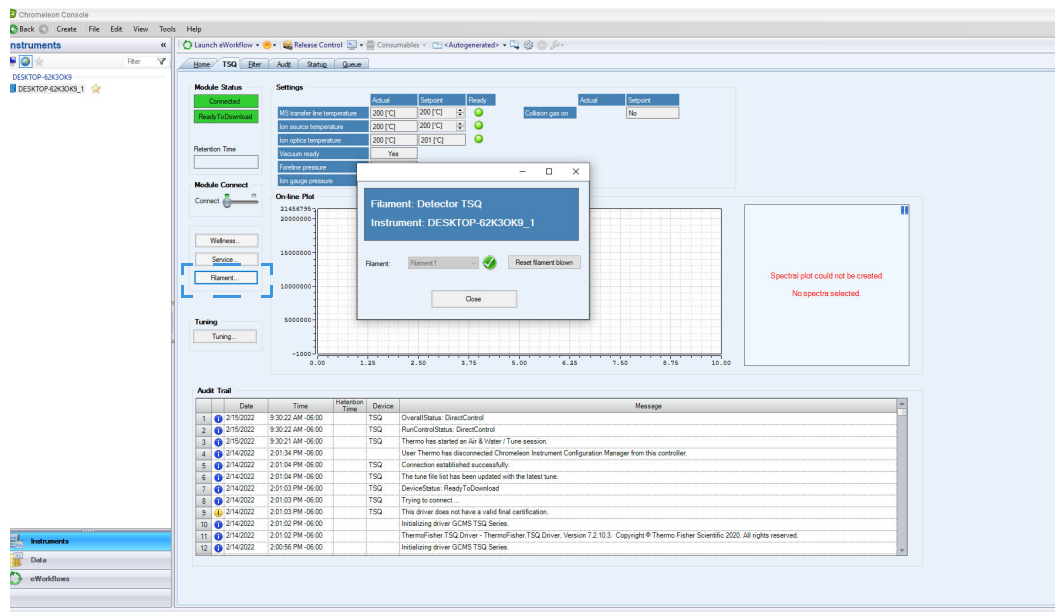 Chromeleon Console
Back Create File Edit View Tools Help
nstruments «
Launch eWorkflow Release Control Consumables <Autogenerated>
Filter
Home TSQ Filter Audit Startup Queue
DESKTOP-62K3OK9
DESKTOP-62K3OK9_1
Module Status
Connected
ReadyToDownload
Retention Time
Module Connect
Connect
Wellness...
Service...
Filament...
Tuning
Tuning...
Settings
Actual Setpoint Ready Actual Setpoint
MS transfer line temperature 200 [°C] 200 [°C] Collision gas on No
Ion source temperature 200 [°C] 200 [°C]
Ion optics temperature 200 [°C] 201 [°C]
Vacuum ready Yes
Foreline pressure
Ion gauge pressure
On-line Plot
21456795
20000000
15000000
10000000
5000000
-1000
0.00 1.25 2.50 3.75 5.00 6.25 7.50 8.75 10.00
Filament: Detector TSQ
Instrument: DESKTOP-62K3OK9_1
Filament: Filament1 Reset filament blown
Close
Spectral plot could not be created.
No spectra selected.
Audit Trail
Date Time Retention Time Device Message
1 2/15/2022 9:30:22 AM -06:00 TSQ OverallStatus: DirectControl
2 2/15/2022 9:30:22 AM -06:00 TSQ RunControlStatus: DirectControl
3 2/15/2022 9:30:21 AM -06:00 TSQ Thermo has started an Air & Water / Tune session.
4 2/14/2022 2:01:34 PM -06:00 User Thermo has disconnected Chromeleon Instrument Configuration Manager from this controller.
5 2/14/2022 2:01:04 PM -06:00 TSQ Connection established successfully.
6 2/14/2022 2:01:04 PM -06:00 TSQ The tune file list has been updated with the latest tune.
7 2/14/2022 2:01:03 PM -06:00 TSQ DeviceStatus: ReadyToDownload
8 2/14/2022 2:01:03 PM -06:00 TSQ Trying to connect ...
9 2/14/2022 2:01:03 PM -06:00 TSQ This driver does not have a valid final certification.
10 2/14/2022 2:01:02 PM -06:00 Initializing driver GCMS TSQ Series.
11 2/14/2022 2:01:02 PM -06:00 ThermoFisher.TSQ.Driver - ThermoFisher.TSQ.Driver, Version 7.2.10.3. Copyright © Thermo Fisher Scientific 2020. All rights reserved.
12 2/14/2022 2:00:56 PM -06:00 Initializing driver GCMS TSQ Series.
Instruments
Data
eWorkflows